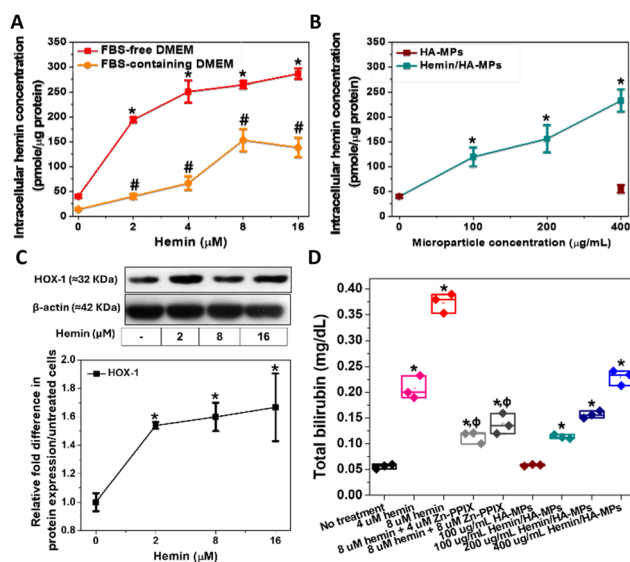 A
Intracellular hemin concentration
(pmole/µg protein)
350
300
250
200
150
100
50
0
FBS-free DMEM
FBS-containing DMEM
*
*
*
*
#
#
#
#
0
2
4
8
16
Hemin (µM)
B
Intracellular hemin concentration
(pmole/µg protein)
350
300
250
200
150
100
50
0
HA-MPs
Hemin/HA-MPs
*
*
*
0
100
200
400
Microparticle concentration (µg/mL)
C
HOX-1 (≈32 KDa)
β-actin (≈42 KDa)
Hemin (µM) - 2 8 16
Relative fold difference in
protein expression/untreated cells
2.0
1.8
1.6
1.4
1.2
1.0
0.8
HOX-1
*
*
*
0
2
8
16
Hemin (µM)
D
Total bilirubin (mg/dL)
0.40
0.35
0.30
0.25
0.20
0.15
0.10
0.05
0.00
*
*
*,ф
*,ф
*
*
*
No treatment
4 uM hemin
8 uM hemin
8 uM hemin + 4 uM Zn-PPIX
8 uM hemin + 8 uM Zn-PPIX
100 ug/mL HA-MPs
100 ug/mL Hemin/HA-MPs
200 ug/mL Hemin/HA-MPs
400 ug/mL Hemin/HA-MPs